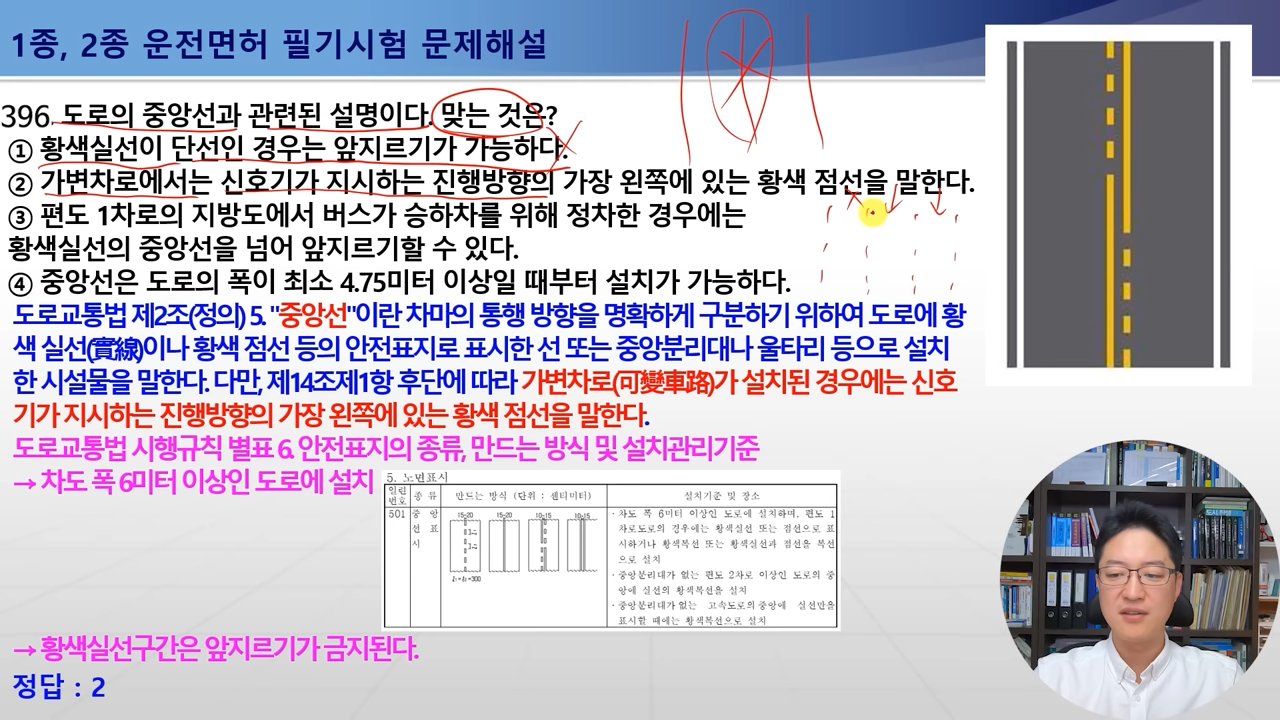 1종, 2종 운전면허 필기시험 문제해설
396. 도로의 중앙선과 관련된 설명이다. 맞는 것은?
① 황색실선이 단선인 경우는 앞지르기가 가능하다.
② 가변차로에서는 신호기가 지시하는 진행방향의 가장 왼쪽에 있는 황색 점선을 말한다.
③ 편도 1차로의 지방도에서 버스가 승하차를 위해 정차한 경우에는
황색실선의 중앙선을 넘어 앞지르기할 수 있다.
④ 중앙선은 도로의 폭이 최소 4.75미터 이상일 때부터 설치가 가능하다.
도로교통법 제2조(정의) 5. "중앙선"이란 차마의 통행 방향을 명확하게 구분하기 위하여 도로에 황
색 실선(實線)이나 황색 점선 등의 안전표지로 표시한 선 또는 중앙분리대나 울타리 등으로 설치
한 시설물을 말한다. 다만, 제14조제1항 후단에 따라 가변차로(可變車路)가 설치된 경우에는 신호
기가 지시하는 진행방향의 가장 왼쪽에 있는 황색 점선을 말한다.
도로교통법 시행규칙 별표 6. 안전표지의 종류, 만드는 방식 및 설치관리기준
→ 차도 폭 6미터 이상인 도로에 설치
5. 노면표시
일련번호 종 류 만드는 방식 (단위 : 센티미터) 설치기준 및 장소
501 중 앙 선 표 시
15-20 15-20 10-15 10-15
l₁=l₂=300
· 차도 폭 6미터 이상인 도로에 설치하며, 편도 1
차로도로의 경우에는 황색실선 또는 점선으로 표
시하거나 황색복선 또는 황색실선과 점선을 복선
으로 설치
· 중앙분리대가 없는 편도 2차로 이상인 도로의 중
앙에 실선의 황색복선을 설치
· 중앙분리대가 없는 고속도로의 중앙에 실선만을
표시할 때에는 황색복선으로 설치
→ 황색실선구간은 앞지르기가 금지된다.
정답 : 2